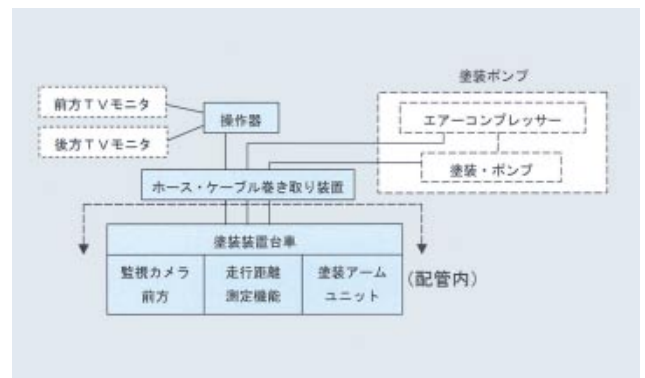 塗装ポンプ
前方TVモニタ
操作器
エアーコンプレッサー
後方TVモニタ
塗装・ポンプ
ホース・ケーブル巻き取り装置
塗装装置台車
監視カメラ
前方
走行距離
測定機能
塗装アーム
ユニット
(配管内)